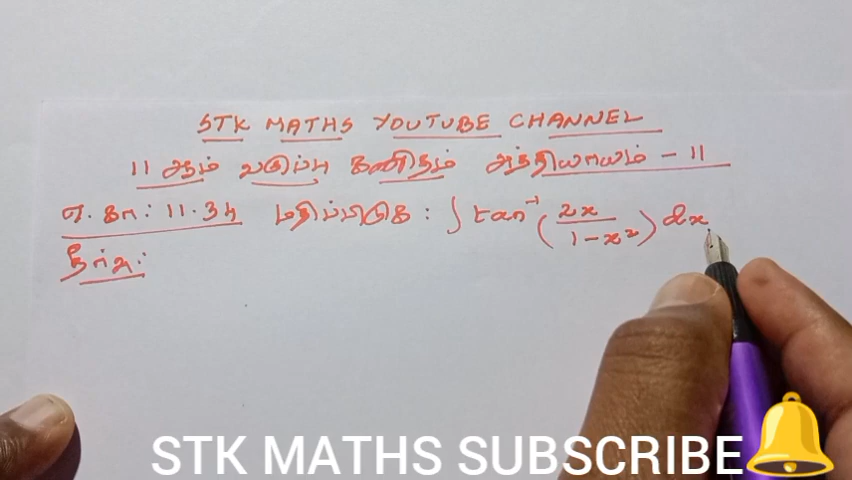 STK MATHS YOUTUBE CHANNEL
11 ஆம் வகுப்பு கணிதம் அத்தியாயம் - 11
எ.கா: 11.34 மதிப்பிடுக : ∫ tan⁻¹ (2x / 1-x²) dx
தீர்வு:
STK MATHS SUBSCRIBE